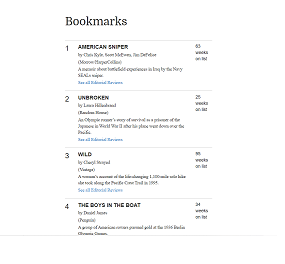 Bookmarks
1 AMERICAN SNIPER
by Chris Kyle, Scott McEwen, Jim DeFelice
(Morrow/HarperCollins)
A memoir about battlefield experiences in Iraq by the Navy
SEALs sniper.
See all Editorial Reviews
63
weeks
on list
2 UNBROKEN
by Laura Hillenbrand
(Random House)
An Olympic runner's story of survival as a prisoner of the
Japanese in World War II after his plane went down over the
Pacific.
See all Editorial Reviews
25
weeks
on list
3 WILD
by Cheryl Strayed
(Vintage)
A woman's account of the life-changing 1,100-mile solo hike
she took along the Pacific Crest Trail in 1995.
See all Editorial Reviews
95
weeks
on list
4 THE BOYS IN THE BOAT
by Daniel James
(Penguin)
A group of American rowers pursued gold at the 1936 Berlin
Olympic Games.
34
weeks
on list